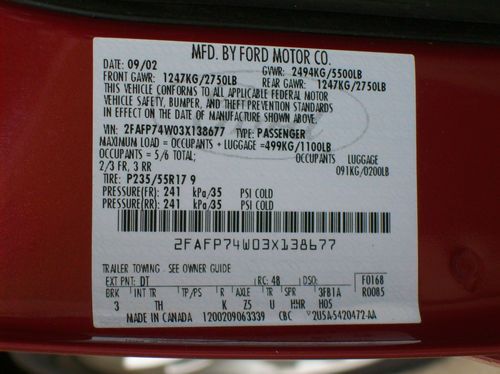 MFD. BY FORD MOTOR CO.
DATE: 09/02 GVWR: 2494KG/5500LB
FRONT GAWR: 1247KG/2750LB REAR GAWR: 1247KG/2750LB
THIS VEHICLE CONFORMS TO ALL APPLICABLE FEDERAL MOTOR
VEHICLE SAFETY, BUMPER, AND THEFT PREVENTION STANDARDS
IN EFFECT ON THE DATE OF MANUFACTURE SHOWN ABOVE.
VIN: 2FAFP74W03X138677 TYPE: PASSENGER
MAXIMUM LOAD = OCCUPANTS + LUGGAGE =499KG/1100LB
OCCUPANTS = 5/6 TOTAL; OCCUPANTS LUGGAGE
2/3 FR, 3 RR 091KG/0200LB
TIRE: P235/55R17 9
PRESSURE(FR): 241 kPa/35 PSI COLD
PRESSURE(RR): 241 kPa/35 PSI COLD
2FAFP74W03X138677
TRAILER TOWING - SEE OWNER GUIDE
EXT PNT: DT RC: 48 DSO: F0168
BRK INT TR TP/PS R AXLE TR SPR 3FB1A R0085
3 TH K Z5 U HHR H05
MADE IN CANADA 1200209063339 CBC V2U5A-5420472-AA